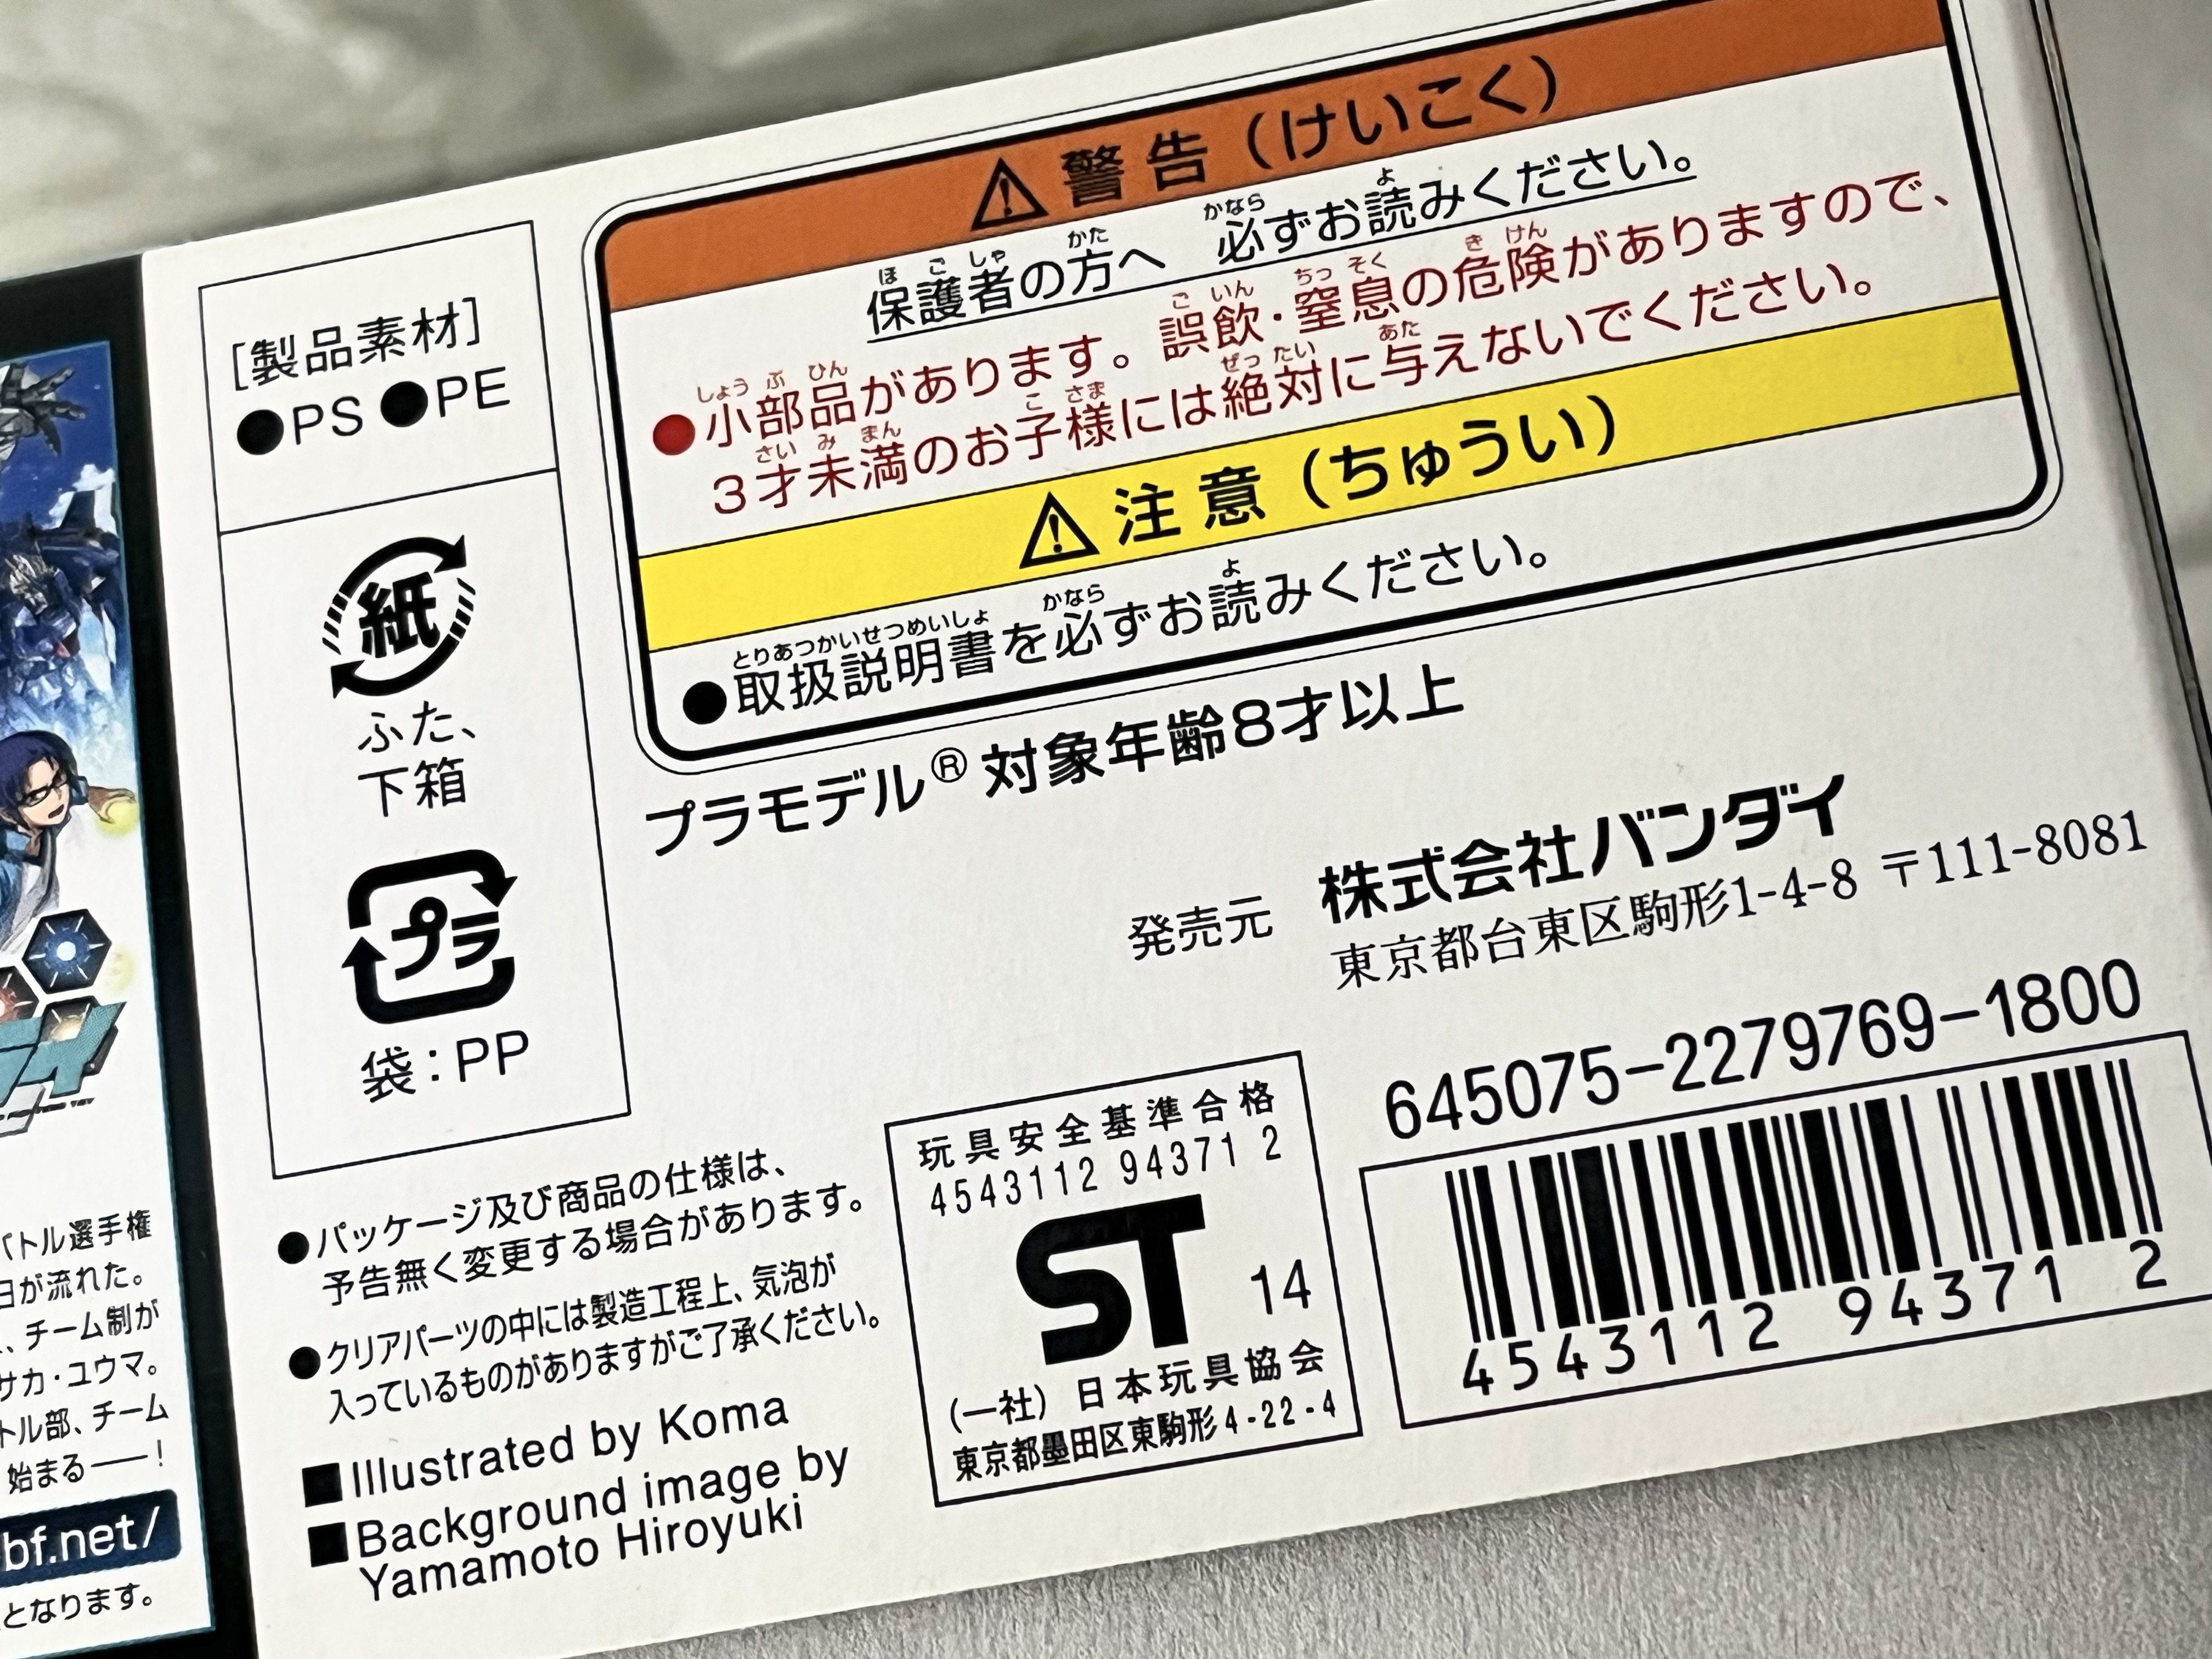 ⚠警告（けいこく）
保護者の方へ 必ずお読みください。
●小部品があります。誤飲・窒息の危険がありますので、
3才未満のお子様には絶対に与えないでください。
⚠注意（ちゅうい）
●取扱説明書を必ずお読みください。
プラモデル® 対象年齢8才以上
[製品素材]
●PS ●PE
紙
ふた、
下箱
プラ
袋：PP
発売元 株式会社バンダイ
東京都台東区駒形1-4-8 〒111-8081
645075-2279769-1800
4543112 94371 2
玩具安全基準合格
4543112 94371 2
ST 14
(一社) 日本玩具協会
東京都墨田区東駒形4-22-4
●パッケージ及び商品の仕様は、
予告無く変更する場合があります。
●クリアパーツの中には製造工程上、気泡が
入っているものがありますがご了承ください。
■Illustrated by Koma
■Background image by
Yamamoto Hiroyuki
バトル選手権
日が流れた。
、チーム制が
サカ・ユウマ。
トル部、チーム
始まる――！
bf.net/
となります。